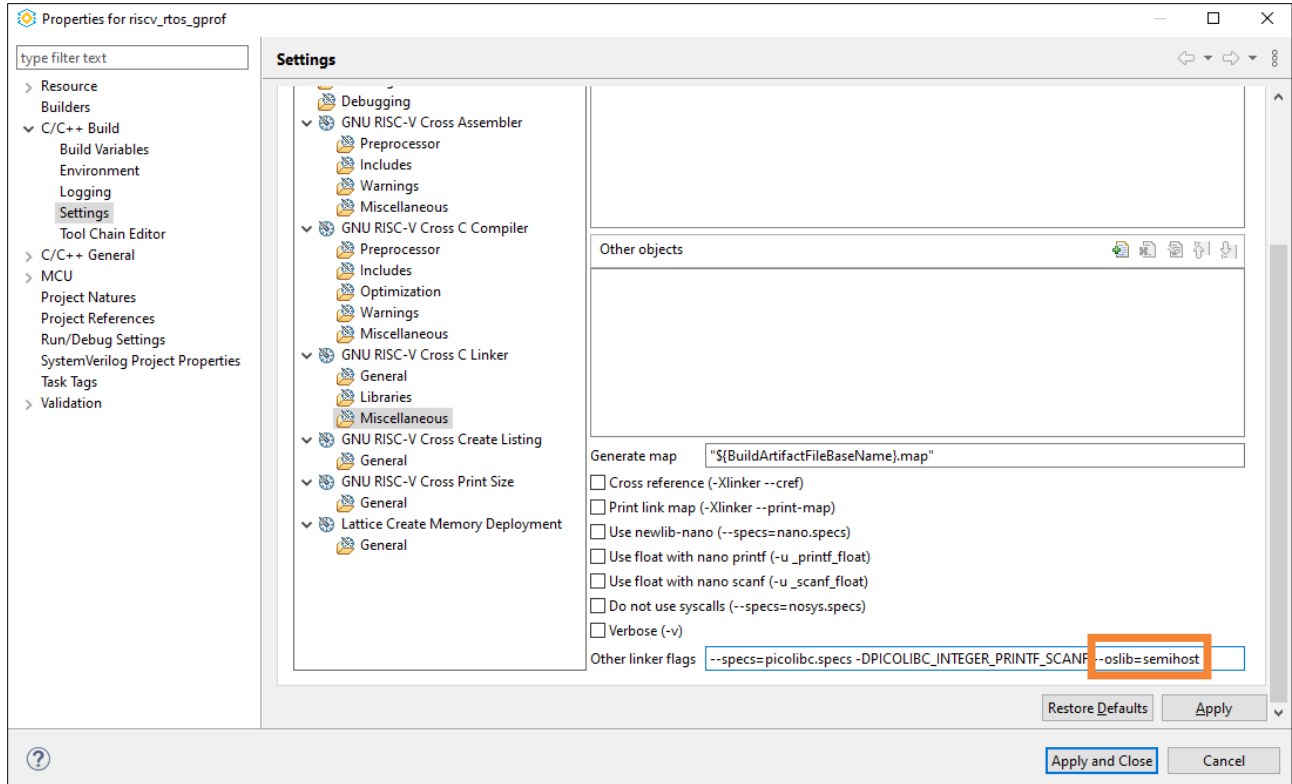 Properties for riscv_rtos_gprof
type filter text
Resource
Builders
C/C++ Build
Build Variables
Environment
Logging
Settings
Tool Chain Editor
C/C++ General
MCU
Project Natures
Project References
Run/Debug Settings
SystemVerilog Project Properties
Task Tags
Validation
Settings
Debugging
GNU RISC-V Cross Assembler
Preprocessor
Includes
Warnings
Miscellaneous
GNU RISC-V Cross C Compiler
Preprocessor
Includes
Optimization
Warnings
Miscellaneous
GNU RISC-V Cross C Linker
General
Libraries
Miscellaneous
GNU RISC-V Cross Create Listing
General
GNU RISC-V Cross Print Size
General
Lattice Create Memory Deployment
General
Other objects
Generate map "${BuildArtifactFileBaseName}.map"
Cross reference (-Xlinker --cref)
Print link map (-Xlinker --print-map)
Use newlib-nano (--specs=nano.specs)
Use float with nano printf (-u _printf_float)
Use float with nano scanf (-u _scanf_float)
Do not use syscalls (--specs=nosys.specs)
Verbose (-v)
Other linker flags --specs=picolibc.specs -DPICOLIBC_INTEGER_PRINTF_SCANF --oslib=semihost
Restore Defaults Apply
Apply and Close Cancel